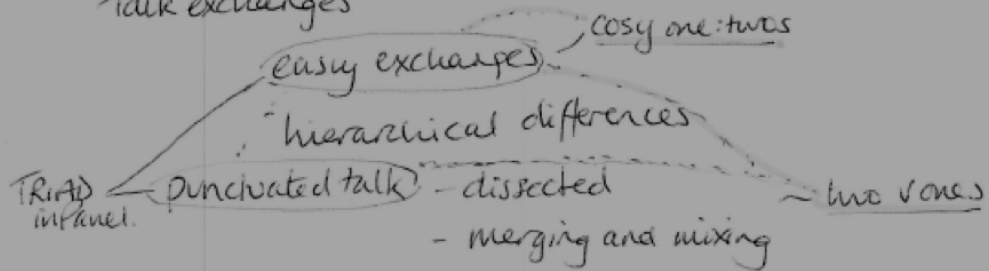 Talk exchanges
cosy one:twos
easy exchanges
hierarchical differences
TRIAD
in Panel.
punctuated talk - dissected
~ two v ones
- merging and mixing